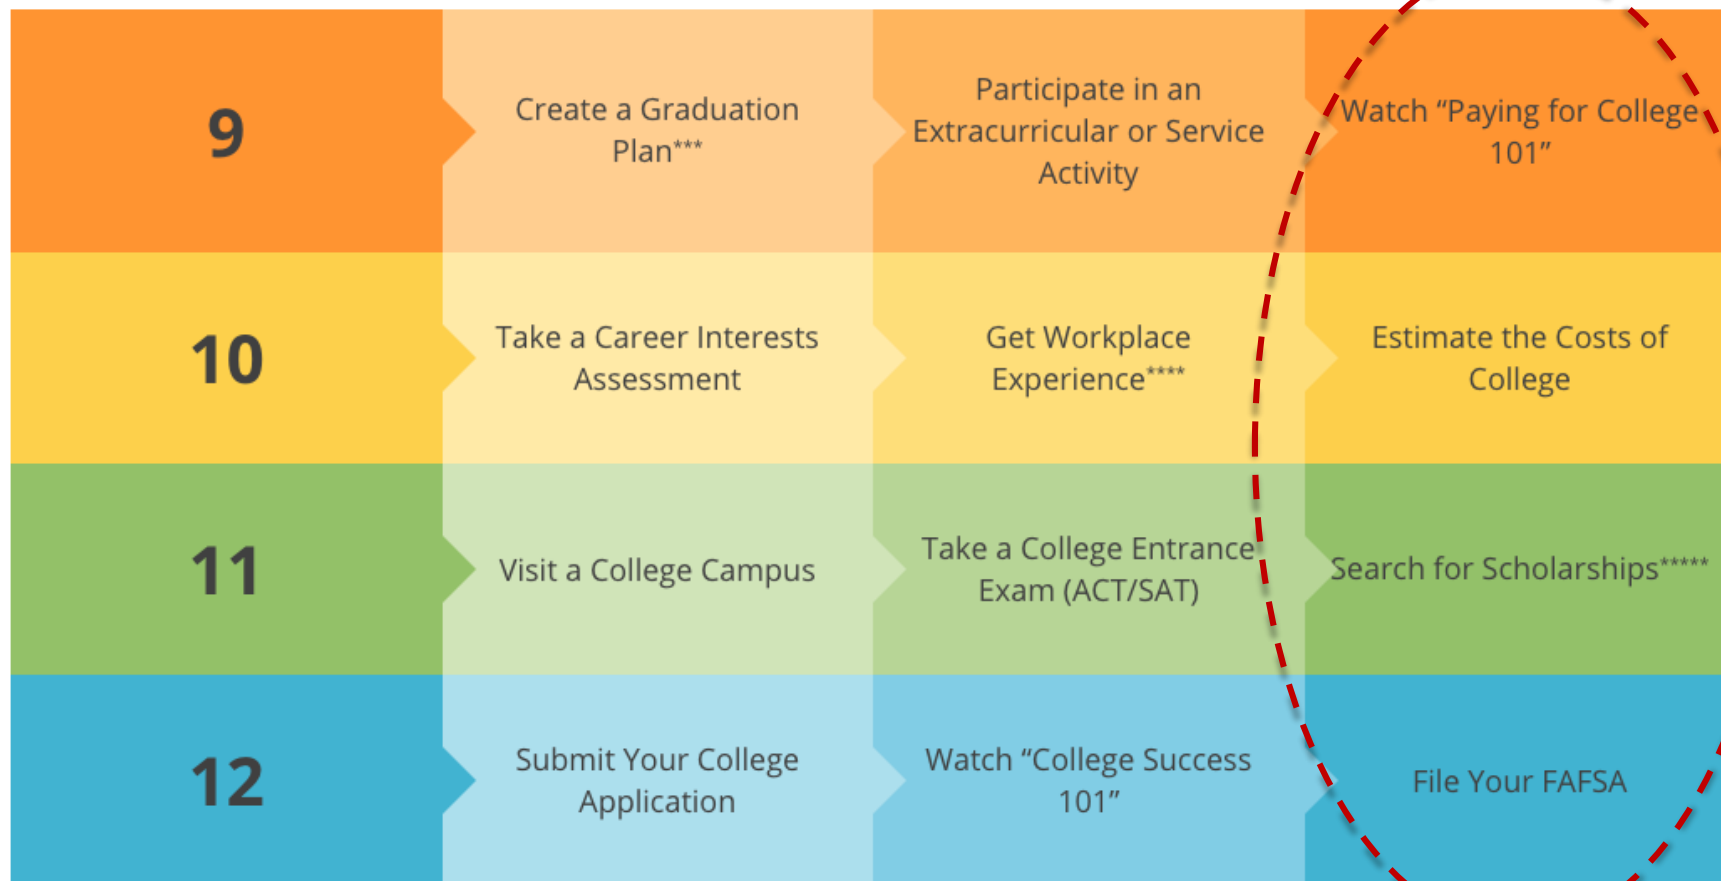 9
Create a Graduation
Plan***
Participate in an
Extracurricular or Service
Activity
Watch “Paying for College
101”
10
Take a Career Interests
Assessment
Get Workplace
Experience****
Estimate the Costs of
College
11
Visit a College Campus
Take a College Entrance
Exam (ACT/SAT)
Search for Scholarships*****
12
Submit Your College
Application
Watch “College Success
101”
File Your FAFSA